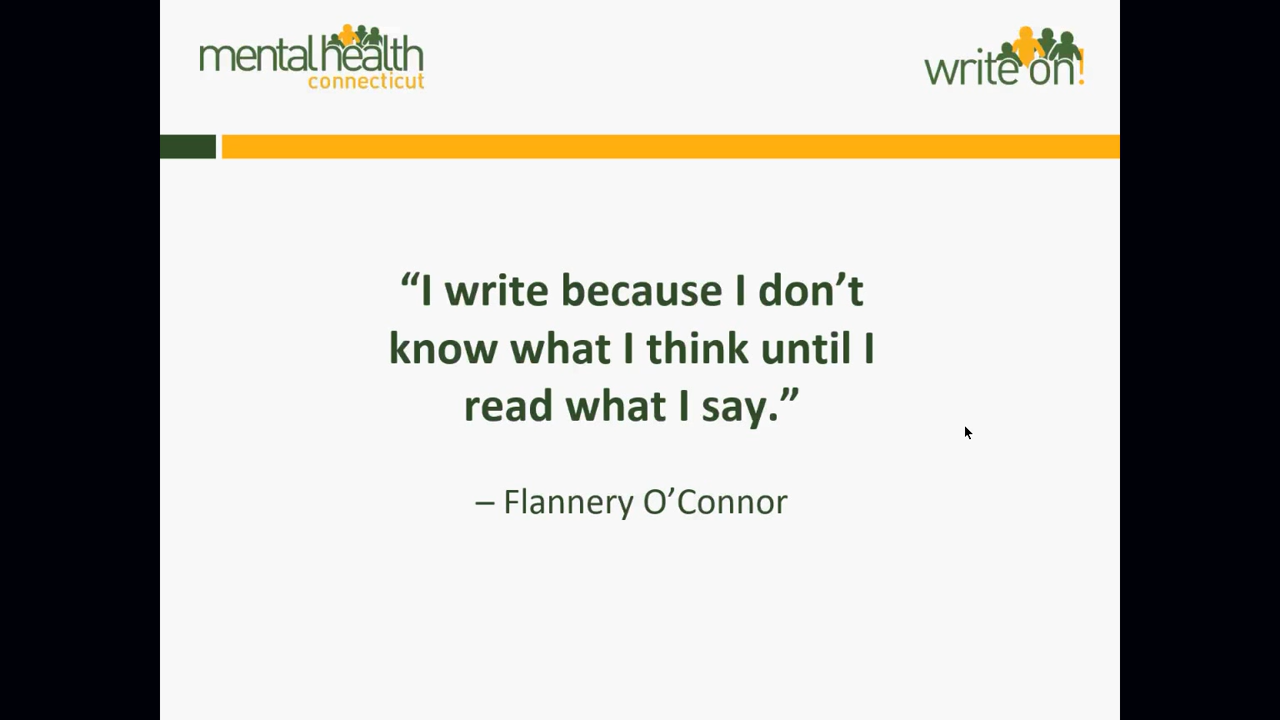 mental health
connecticut
write on!
“I write because I don’t
know what I think until I
read what I say.”
– Flannery O’Connor